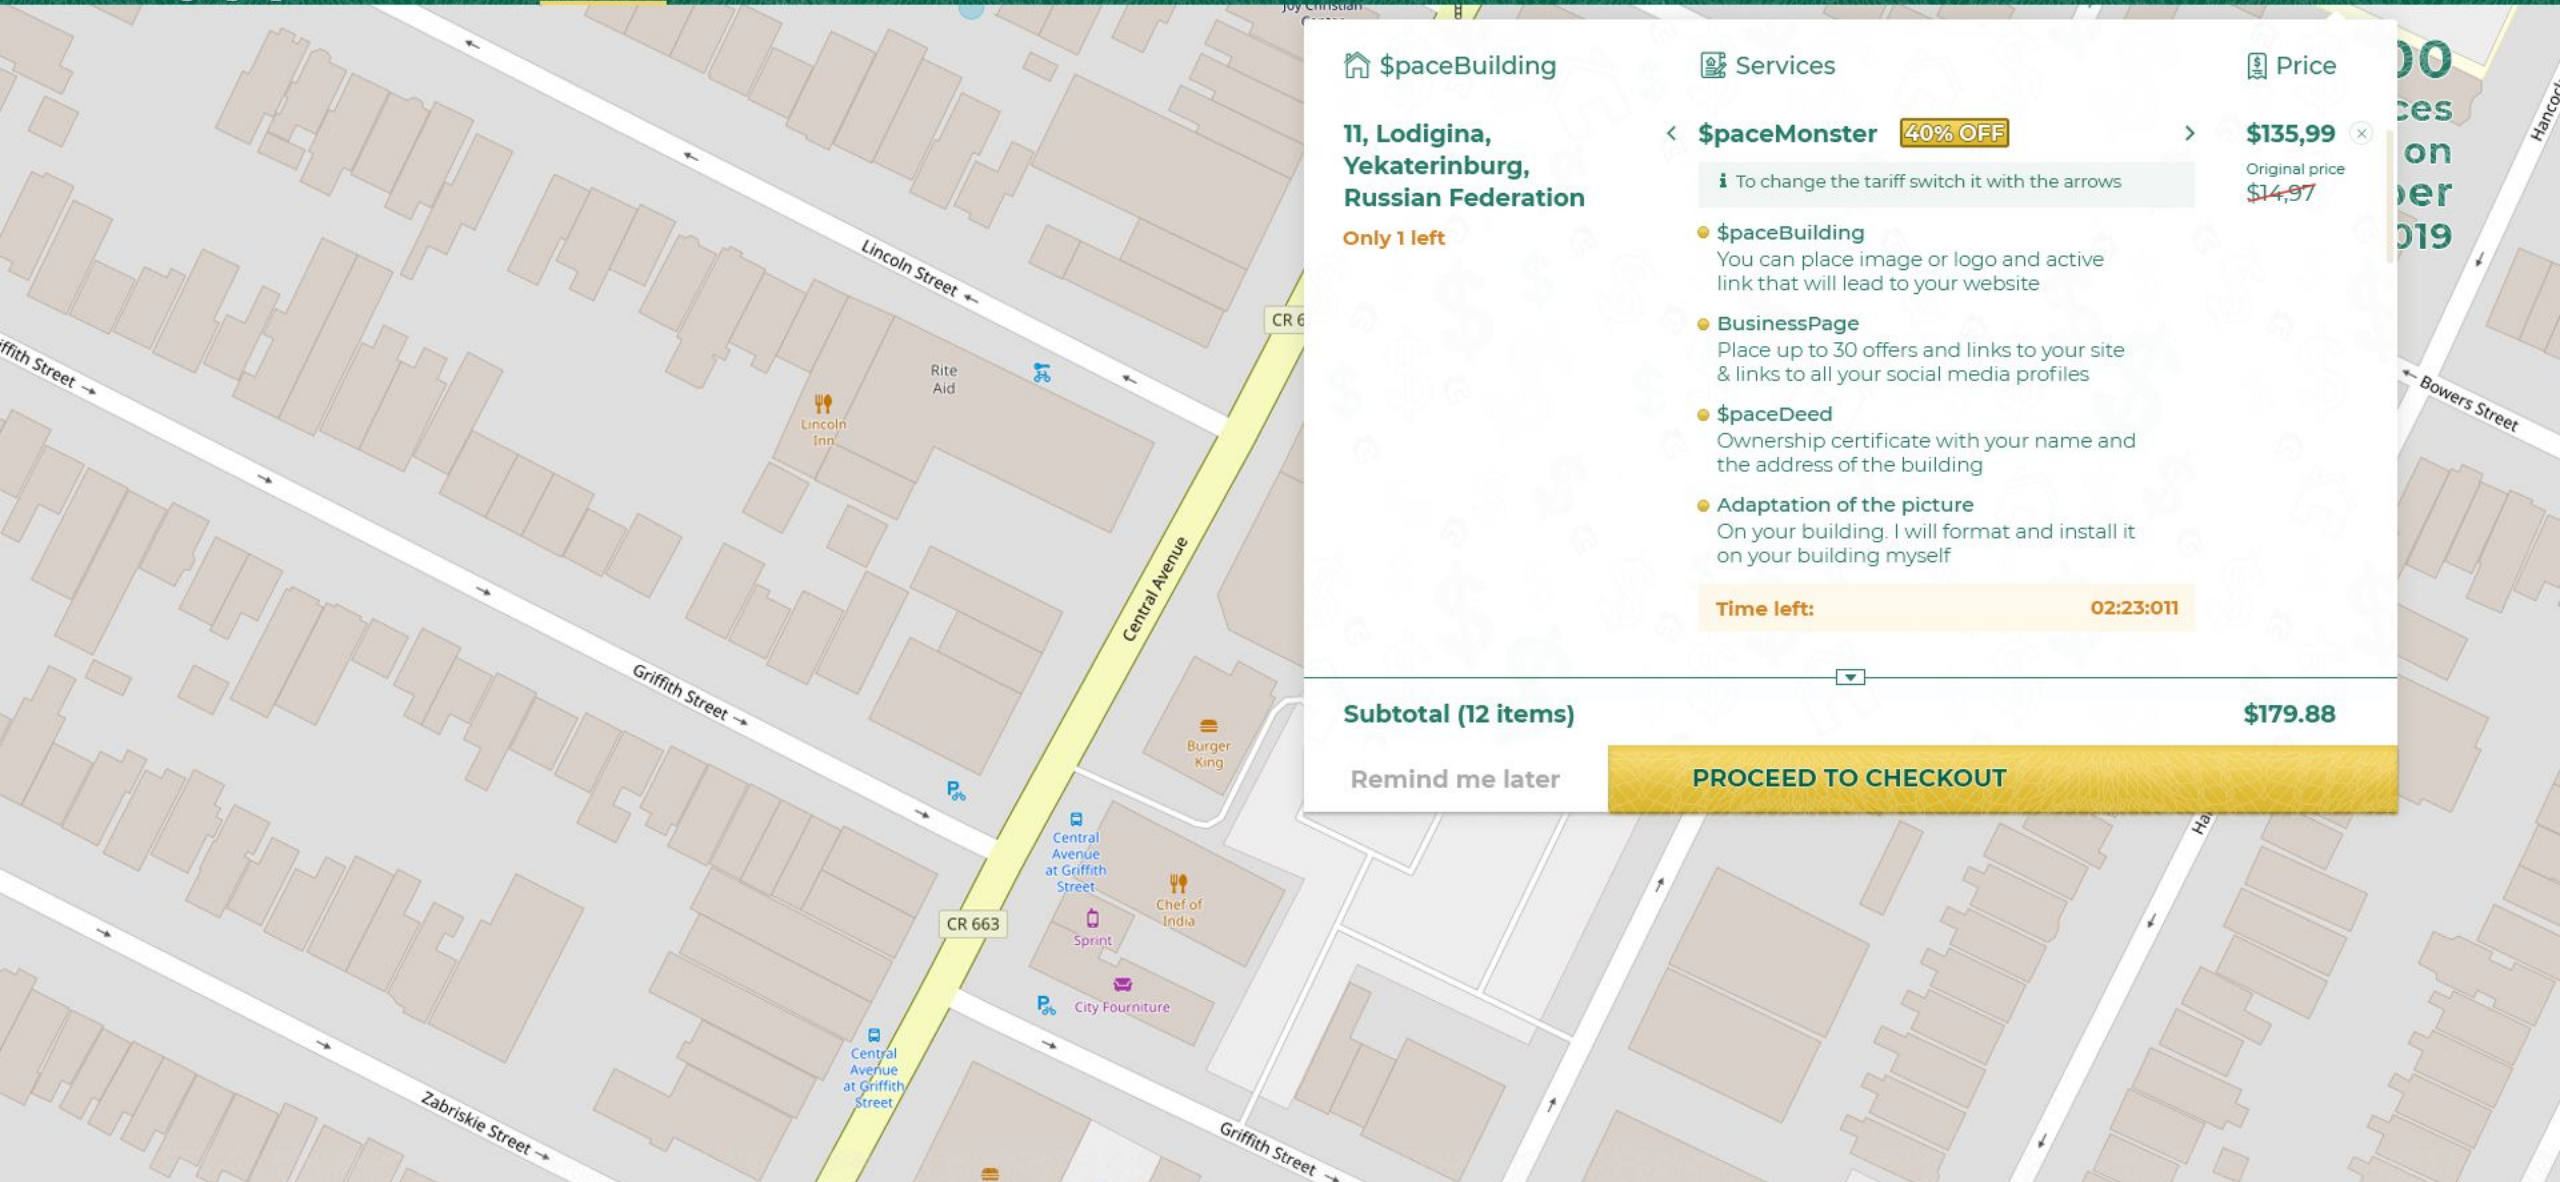 Joy Christian
$paceBuilding
Services
Price
11, Lodigina,
Yekaterinburg,
Russian Federation
Only 1 left
$paceMonster
40% OFF
$135,99
To change the tariff switch it with the arrows
Original price
$14,97
$paceBuilding
You can place image or logo and active
link that will lead to your website
BusinessPage
Place up to 30 offers and links to your site
& links to all your social media profiles
$paceDeed
Ownership certificate with your name and
the address of the building
Adaptation of the picture
On your building. I will format and install it
on your building myself
Time left:
02:23:011
Subtotal (12 items)
$179.88
Remind me later
PROCEED TO CHECKOUT
on
Bowers Street
Lincoln Street
CR 6
Rite
Aid
Lincoln
Inn
Central Avenue
Griffith Street
Burger
King
Central
Avenue
at Griffith
Street
Chef of
India
CR 663
Sprint
City Fourniture
Central
Avenue
at Griffith
Street
Zabriskie Street
Griffith Street